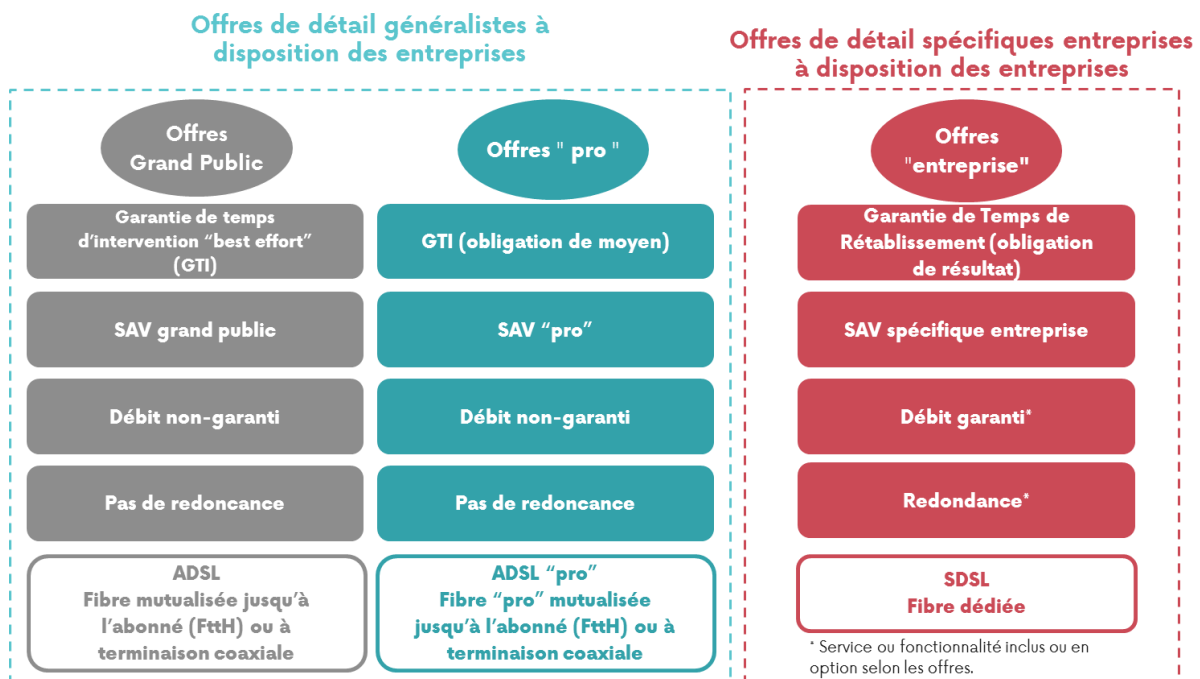 Offres de détail généralistes à
disposition des entreprises
Offres
Grand Public
Garantie de temps
d’intervention “best effort”
(GTI)
SAV grand public
Débit non-garanti
Pas de redoncance
ADSL
Fibre mutualisée jusqu’à
l’abonné (FttH) ou à
terminaison coaxiale
Offres " pro "
GTI (obligation de moyen)
SAV “pro”
Débit non-garanti
Pas de redoncance
ADSL “pro”
Fibre “pro” mutualisée
jusqu’à l’abonné (FttH) ou à
terminaison coaxiale
Offres de détail spécifiques entreprises
à disposition des entreprises
Offres
"entreprise"
Garantie de Temps de
Rétablissement (obligation
de résultat)
SAV spécifique entreprise
Débit garanti*
Redondance*
SDSL
Fibre dédiée
* Service ou fonctionnalité inclus ou en
option selon les offres.